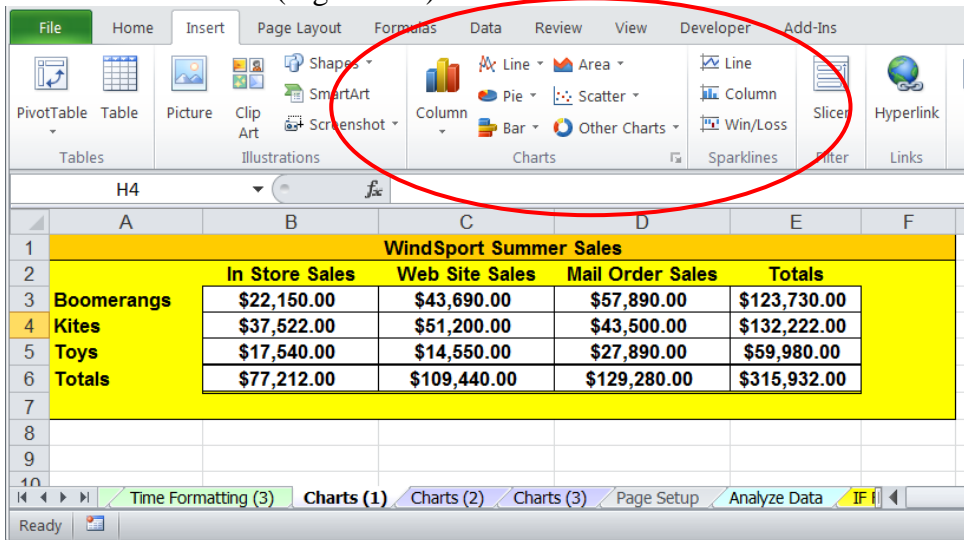 File Home Insert Page Layout Formulas Data Review View Developer Add-Ins
Shapes Line Area Line
SmartArt Pie Scatter Column
PivotTable Table Picture Clip Art Screenshot Column Bar Other Charts Win/Loss Slicer Hyperlink
Tables Illustrations Charts Sparklines Filter Links
H4 fx
A B C D E F
1 WindSport Summer Sales
2 In Store Sales Web Site Sales Mail Order Sales Totals
3 Boomerangs $22,150.00 $43,690.00 $57,890.00 $123,730.00
4 Kites $37,522.00 $51,200.00 $43,500.00 $132,222.00
5 Toys $17,540.00 $14,550.00 $27,890.00 $59,980.00
6 Totals $77,212.00 $109,440.00 $129,280.00 $315,932.00
7
8
9
10
Time Formatting (3) Charts (1) Charts (2) Charts (3) Page Setup Analyze Data IF
Ready